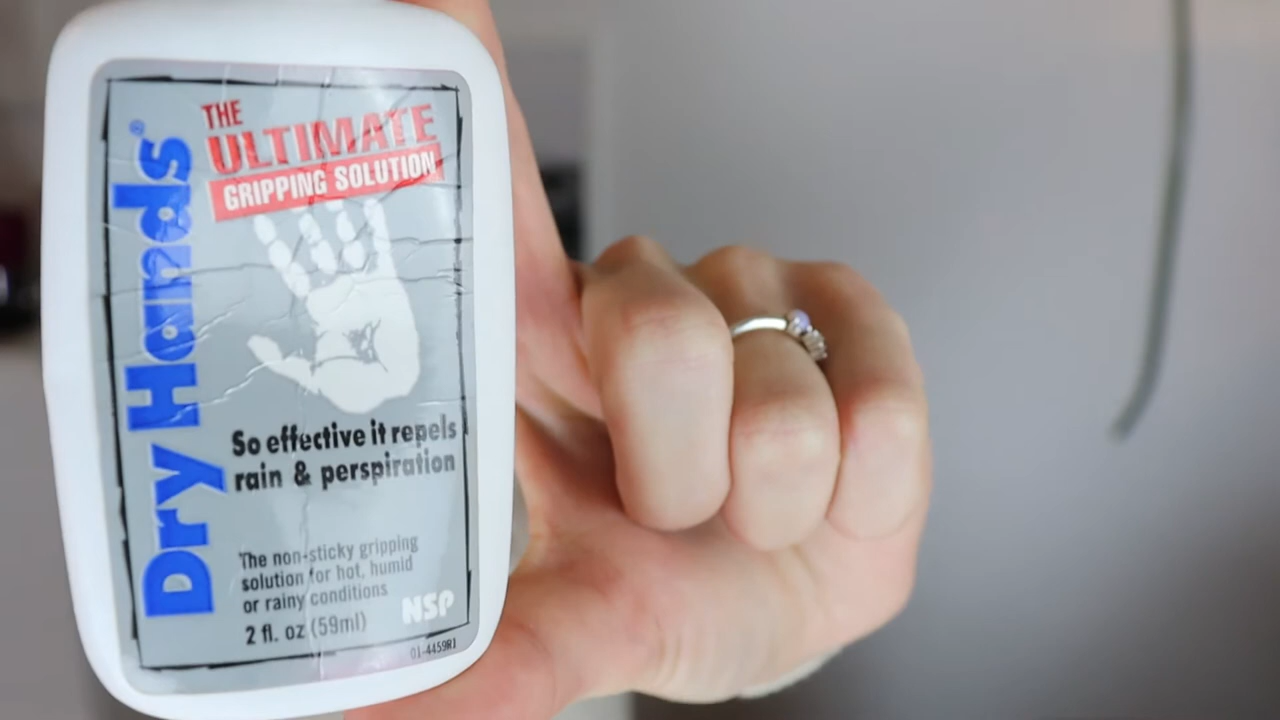 Dry Hands®
THE
ULTIMATE
GRIPPING SOLUTION
So effective it repels
rain & perspiration
The non-sticky gripping
solution for hot, humid
or rainy conditions
2 fl. oz (59ml)
NSP
01-4459R1